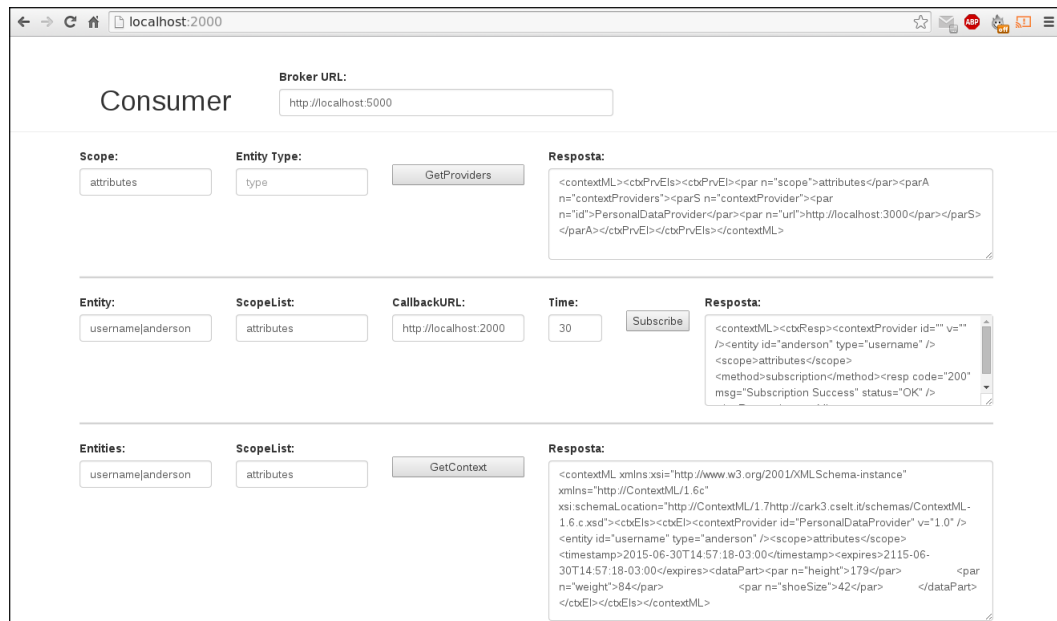 localhost:2000
ABP
off
Broker URL:
Consumer
http://localhost:5000
Scope:
Entity Type:
Resposta:
attributes
type
GetProviders
<contextML><ctxPrvEls><ctxPrvEl><par n="scope">attributes</par><parA
n="contextProviders"><parS n="contextProvider"><par
n="id">PersonalDataProvider</par><par n="url">http://localhost:3000</par></parS>
</parA></ctxPrvEl></ctxPrvEls></contextML>
Entity:
ScopeList:
CallbackURL:
Time:
Resposta:
username|anderson
attributes
http://localhost:2000
30
Subscribe
<contextML><ctxResp><contextProvider id="" v=""
/><entity id="anderson" type="username" />
<scope>attributes</scope>
<method>subscription</method><resp code="200"
msg="Subscription Success" status="OK" />
Entities:
ScopeList:
Resposta:
username|anderson
attributes
GetContext
<contextML xmlns:xsi="http://www.w3.org/2001/XMLSchema-instance"
xmlns="http://ContextML/1.6c"
xsi:schemaLocation="http://ContextML/1.7http://cark3.cselt.it/schemas/ContextML-
1.6.c.xsd"><ctxEls><ctxEl><contextProvider id="PersonalDataProvider" v="1.0" />
<entity id="username" type="anderson" /><scope>attributes</scope>
<timestamp>2015-06-30T14:57:18-03:00</timestamp><expires>2115-06-
30T14:57:18-03:00</expires><dataPart><par n="height">179</par> <par
n="weight">84</par> <par n="shoeSize">42</par> </dataPart>
</ctxEl></ctxEls></contextML>